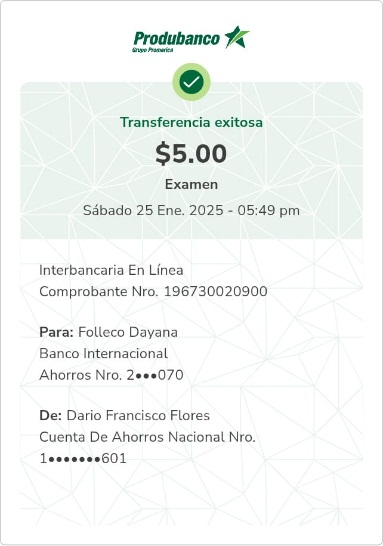 Produbanco
Grupo Promerica
Transferencia exitosa
$5.00
Examen
Sábado 25 Ene. 2025 - 05:49 pm
Interbancaria En Línea
Comprobante Nro. 196730020900
Para: Folleco Dayana
Banco Internacional
Ahorros Nro. 2●●●070
De: Dario Francisco Flores
Cuenta De Ahorros Nacional Nro.
1●●●●●●●601